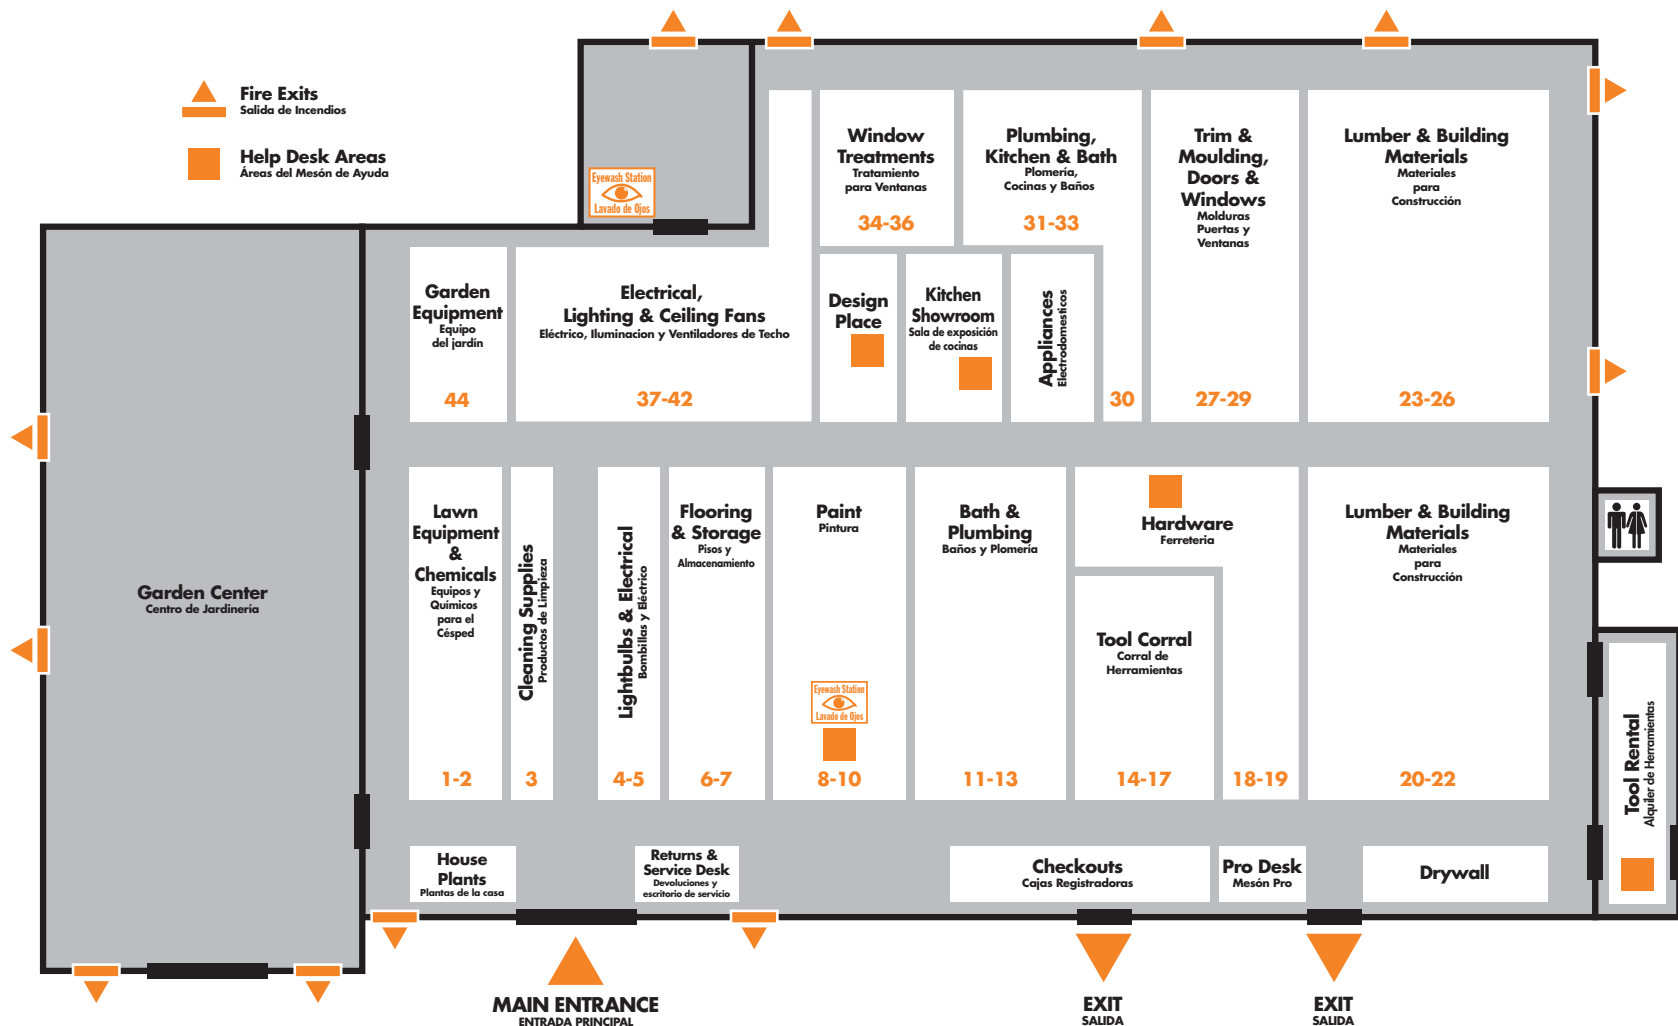 Fire Exits
Salida de Incendios
Help Desk Areas
Áreas del Mesón de Ayuda
Eyewash Station
Lavado de Ojos
Window
Treatments
Tratamiento
para Ventanas
34-36
Plumbing,
Kitchen & Bath
Plomería,
Cocinas y Baños
31-33
Trim &
Moulding,
Doors &
Windows
Molduras
Puertas y
Ventanas
27-29
Lumber & Building
Materials
Materiales
para
Construcción
23-26
Garden
Equipment
Equipo
del jardín
44
Electrical,
Lighting & Ceiling Fans
Eléctrico, Iluminacion y Ventiladores de Techo
37-42
Design
Place
Kitchen
Showroom
Sala de exposición
de cocinas
Appliances
Electrodomesticos
30
Garden Center
Centro de Jardinería
Lawn
Equipment
&
Chemicals
Equipos y
Químicos
para el
Césped
1-2
Cleaning Supplies
Productos de Limpieza
3
Lightbulbs & Electrical
Bombillas y Eléctrico
4-5
Flooring
& Storage
Pisos y
Almacenamiento
6-7
Paint
Pintura
Eyewash Station
Lavado de Ojos
8-10
Bath &
Plumbing
Baños y Plomería
11-13
Hardware
Ferreteria
Tool Corral
Corral de
Herramientas
14-17
18-19
Lumber & Building
Materials
Materiales
para
Construcción
20-22
Tool Rental
Alquiler de Herramientas
House
Plants
Plantas de la casa
Returns &
Service Desk
Devoluciones y
escritorio de servicio
Checkouts
Cajas Registradoras
Pro Desk
Mesón Pro
Drywall
MAIN ENTRANCE
ENTRADA PRINCIPAL
EXIT
SALIDA
EXIT
SALIDA